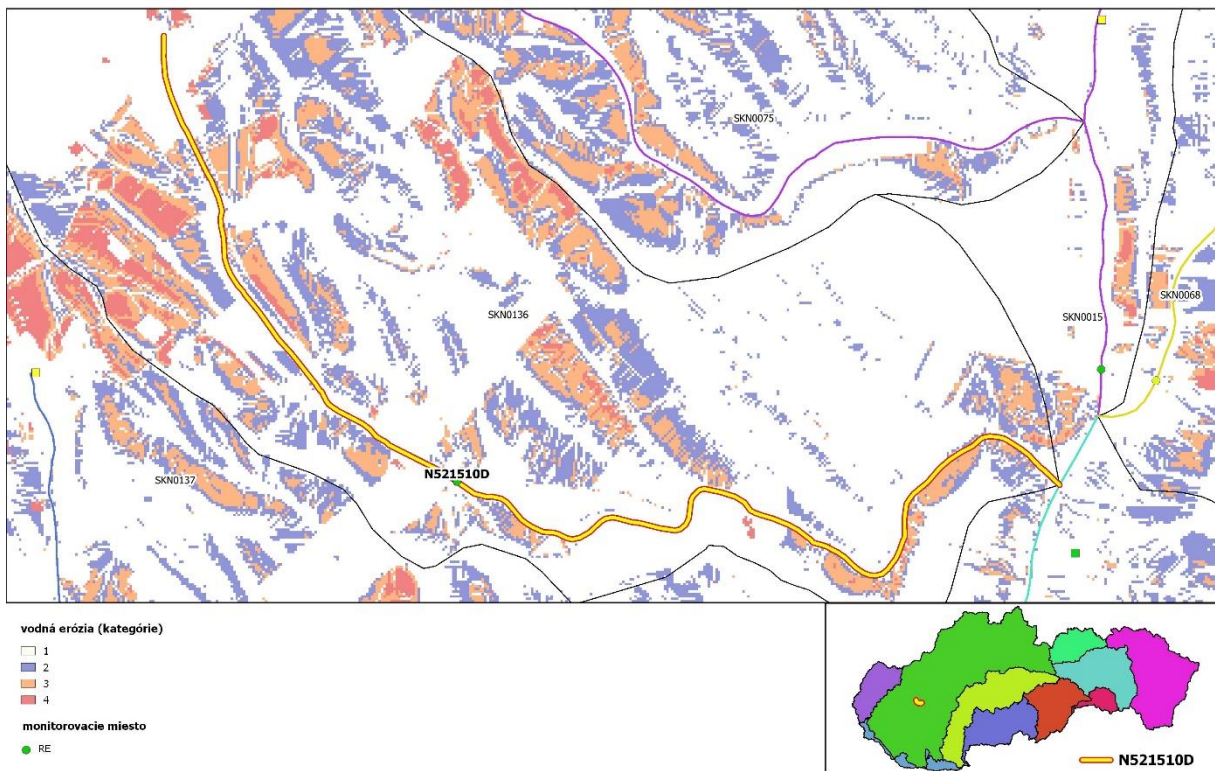 SKN0075
SKN0068
SKN0136
SKN0015
N521510D
SKN0137
vodná erózia (kategórie)
1
2
3
4
monitorovacie miesto
RE
N521510D